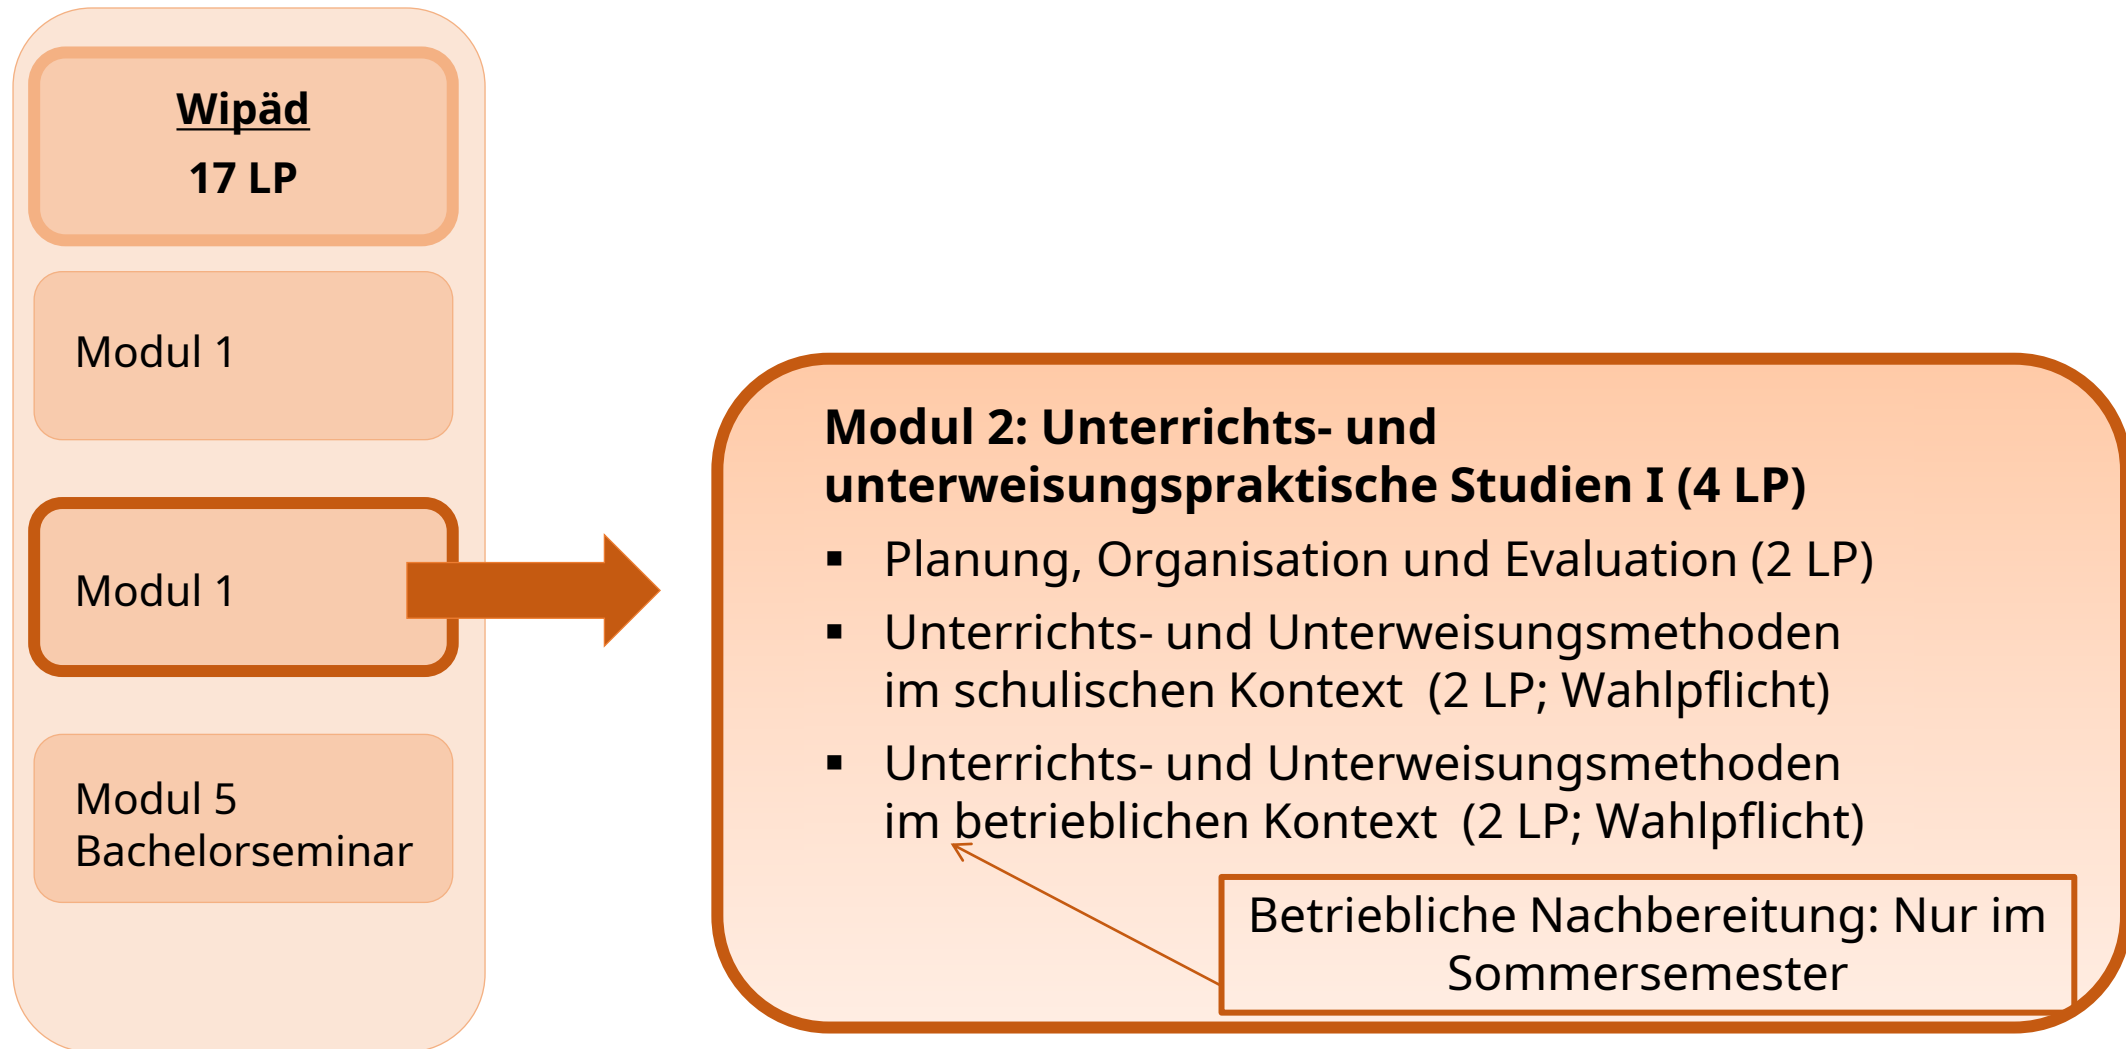 Wipäd
17 LP
Modul 1
Modul 1
Modul 5
Bachelorseminar
Modul 2: Unterrichts- und
unterweisungspraktische Studien I (4 LP)
▪ Planung, Organisation und Evaluation (2 LP)
▪ Unterrichts- und Unterweisungsmethoden
im schulischen Kontext (2 LP; Wahlpflicht)
▪ Unterrichts- und Unterweisungsmethoden
im betrieblichen Kontext (2 LP; Wahlpflicht)
Betriebliche Nachbereitung: Nur im
Sommersemester